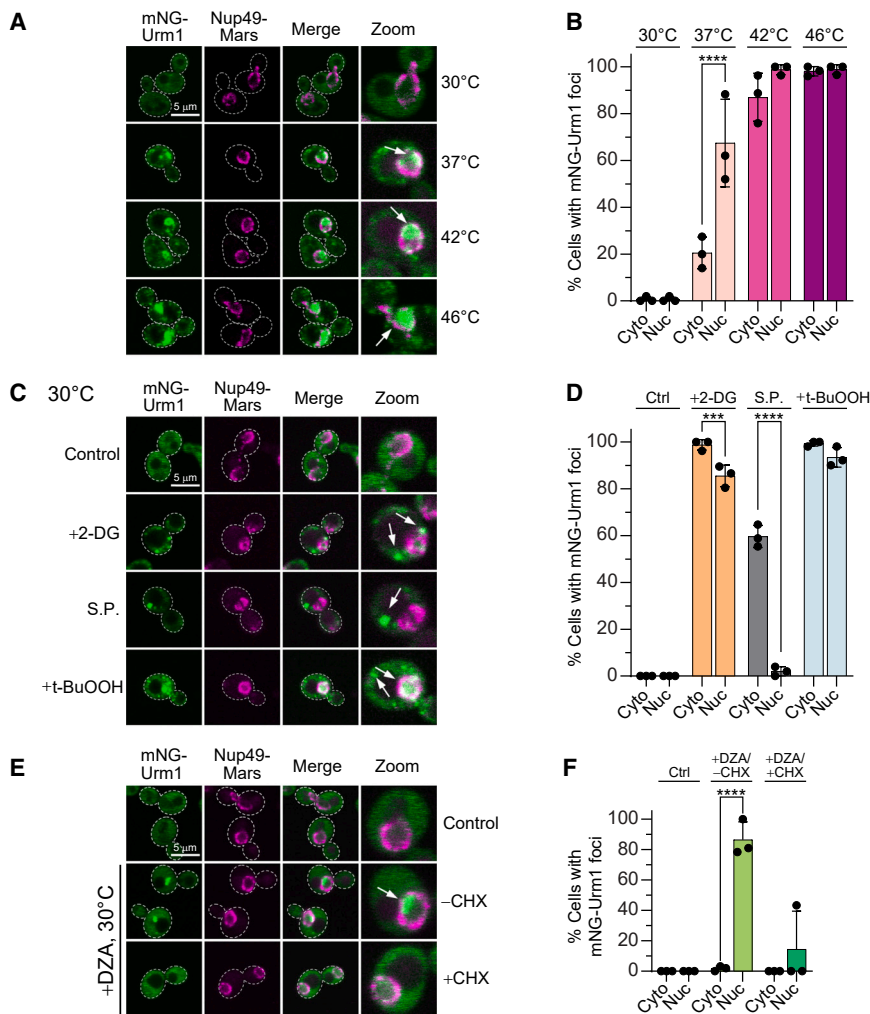 A
mNG-
Urm1
Nup49-
Mars
Merge
Zoom
5 µm
30°C
37°C
42°C
46°C
B
30°C 37°C 42°C 46°C
****
% Cells with mNG-Urm1 foci
100
80
60
40
20
0
Cyto
Nuc
Cyto
Nuc
Cyto
Nuc
Cyto
Nuc
C 30°C
mNG-
Urm1
Nup49-
Mars
Merge
Zoom
Control
5 µm
+2-DG
S.P.
+t-BuOOH
D
Ctrl +2-DG S.P. +t-BuOOH
*** ****
% Cells with mNG-Urm1 foci
100
80
60
40
20
0
Cyto
Nuc
Cyto
Nuc
Cyto
Nuc
Cyto
Nuc
E
mNG-
Urm1
Nup49-
Mars
Merge
Zoom
5 µm
Control
+DZA, 30°C
−CHX
+CHX
F
Ctrl
+DZA/
−CHX
+DZA/
+CHX
****
% Cells with
mNG-Urm1 foci
100
80
60
40
20
0
Cyto
Nuc
Cyto
Nuc
Cyto
Nuc